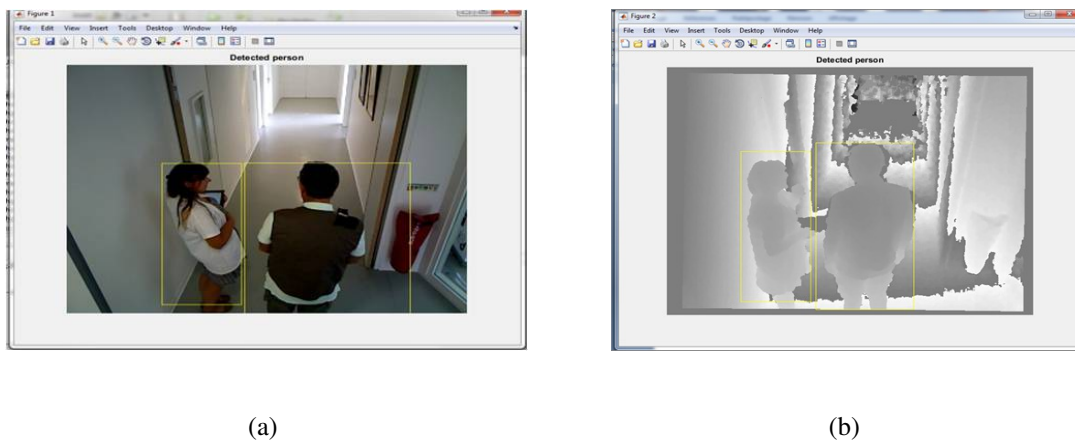 Figure 1
File Edit View Insert Tools Desktop Window Help
Detected person
Figure 2
File Edit View Insert Tools Desktop Window Help
Detected person
(a)
(b)